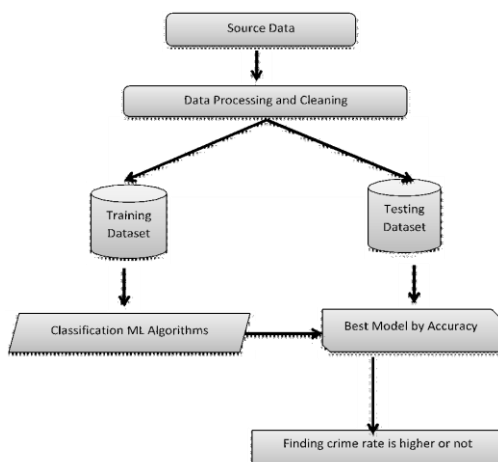 Source Data
Data Processing and Cleaning
Training
Dataset
Testing
Dataset
Classification ML Algorithms
Best Model by Accuracy
Finding crime rate is higher or not